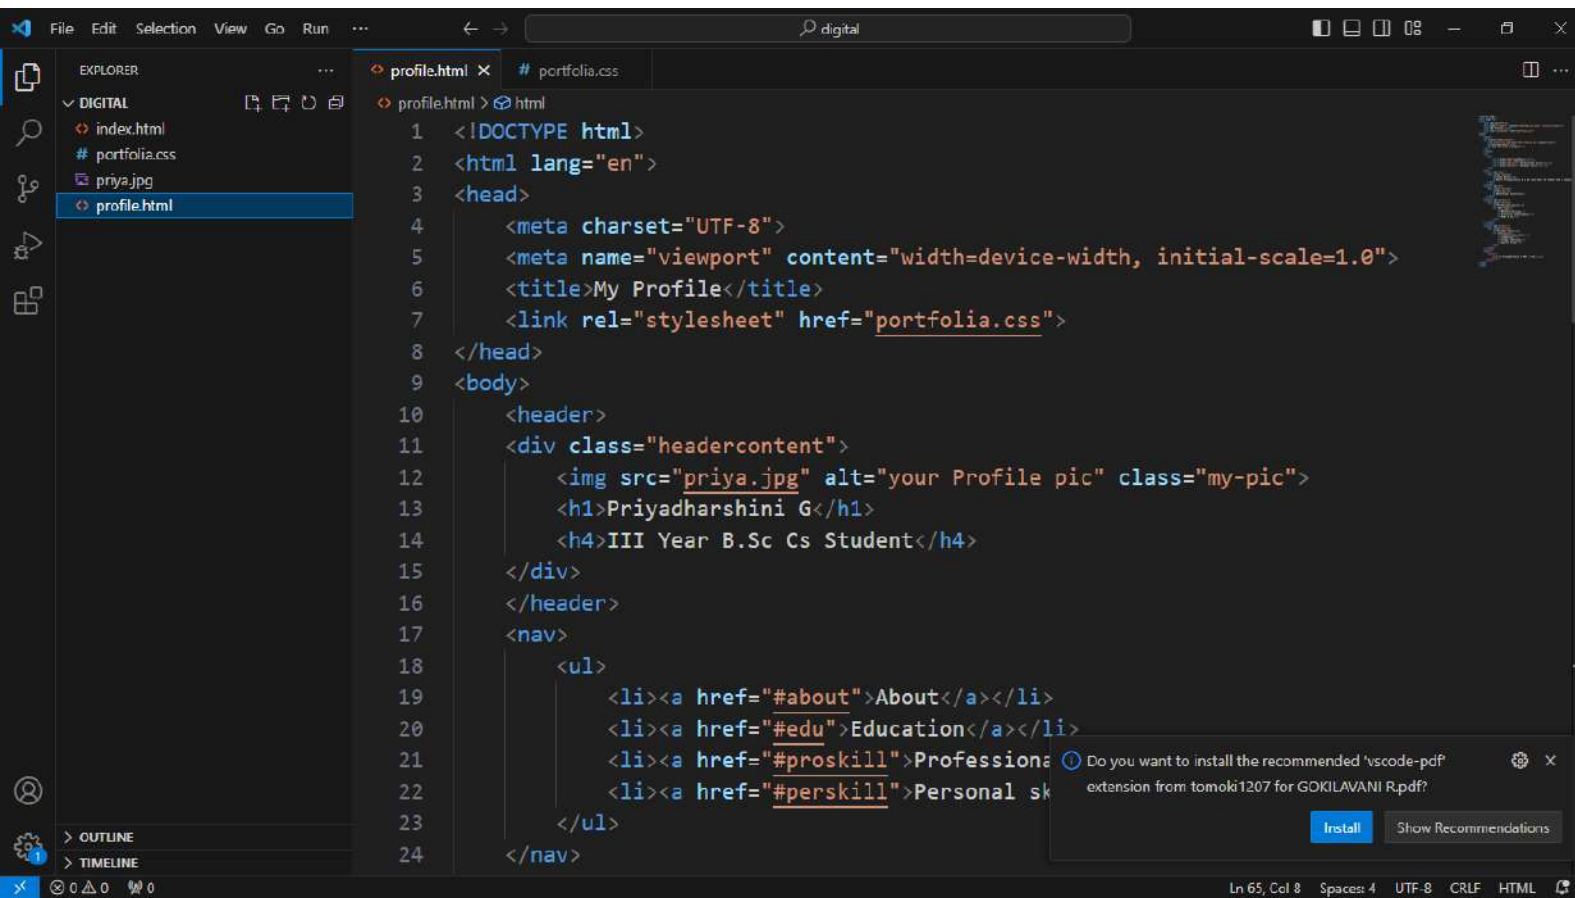 File Edit Selection View Go Run ··· digital
EXPLORER ···
DIGITAL
index.html
# portfolia.css
priya.jpg
profile.html
OUTLINE
TIMELINE
profile.html # portfolia.css
profile.html > html
1 <!DOCTYPE html>
2 <html lang="en">
3 <head>
4 <meta charset="UTF-8">
5 <meta name="viewport" content="width=device-width, initial-scale=1.0">
6 <title>My Profile</title>
7 <link rel="stylesheet" href="portfolia.css">
8 </head>
9 <body>
10 <header>
11 <div class="headercontent">
12 <img src="priya.jpg" alt="your Profile pic" class="my-pic">
13 <h1>Priyadharshini G</h1>
14 <h4>III Year B.Sc Cs Student</h4>
15 </div>
16 </header>
17 <nav>
18 <ul>
19 <li><a href="#about">About</a></li>
20 <li><a href="#edu">Education</a></li>
21 <li><a href="#proskill">Professiona
22 <li><a href="#perskill">Personal sk
23 </ul>
24 </nav>
Do you want to install the recommended 'vscode-pdf'
extension from tomoki1207 for GOKILAVANI R.pdf?
Install Show Recommendations
1
0 0 0 Ln 65, Col 8 Spaces: 4 UTF-8 CRLF HTML